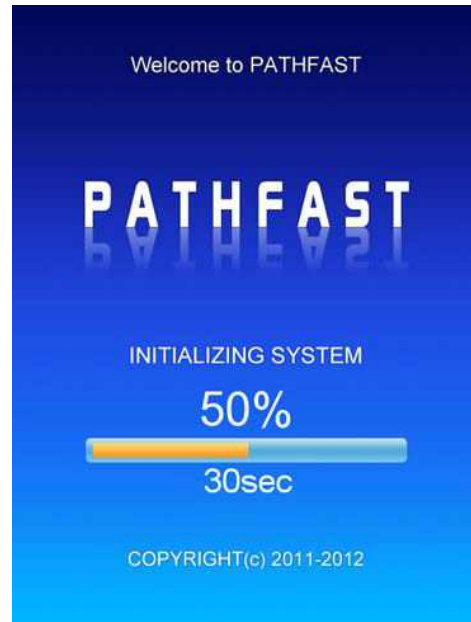 Welcome to PATHFAST
PATHFAST
INITIALIZING SYSTEM
50%
30sec
COPYRIGHT(c) 2011-2012